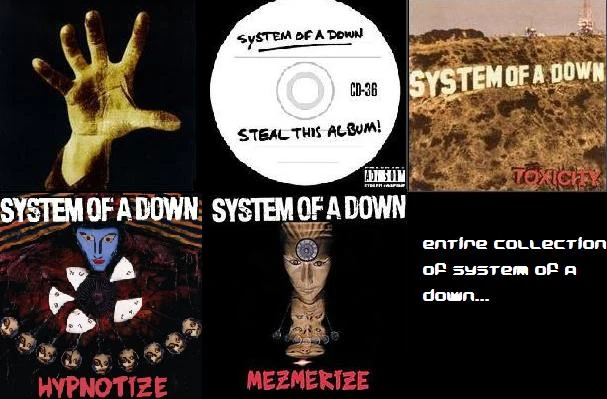 SYSTEM OF A DOWN
CD-36
STEAL THIS ALBUM!
SYSTEM OF A DOWN
TOXICITY
SYSTEM OF A DOWN
HYPNOTIZE
SYSTEM OF A DOWN
MEZMERIZE
entire collection
of system of a
down...